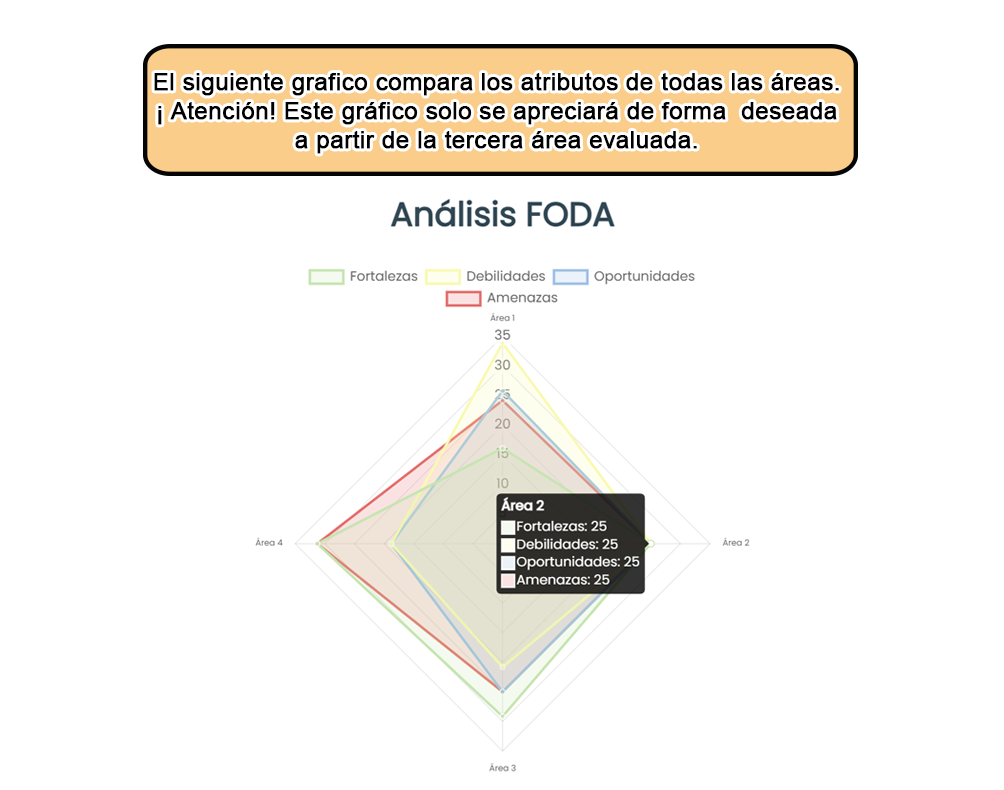 El siguiente grafico compara los atributos de todas las áreas.
¡ Atención! Este gráfico solo se apreciará de forma  deseada
a partir de la tercera área evaluada.
Análisis FODA
Fortalezas Debilidades Oportunidades
Amenazas
Área 1
35
30
25
20
15
10
Área 2
Fortalezas: 25
Debilidades: 25
Oportunidades: 25
Amenazas: 25
Área 4
Área 2
Área 3